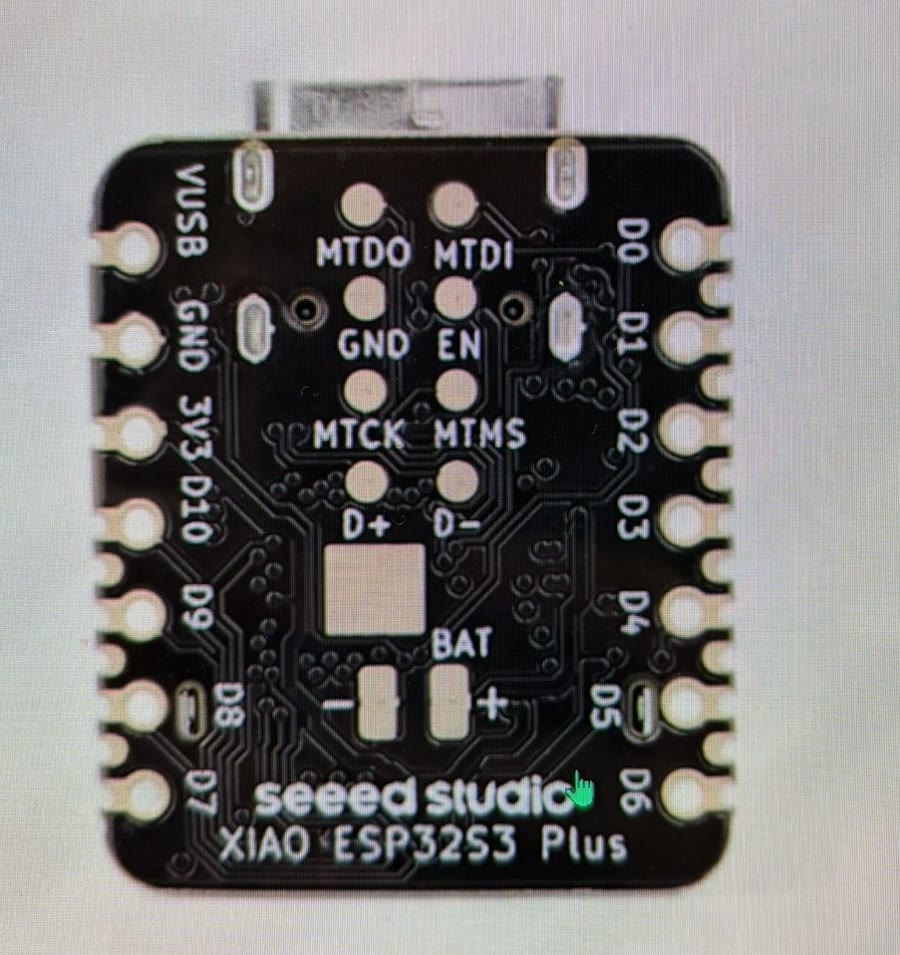 VUSB
GND
3V3
D10
D9
D8
D7
MTDO MTDI
GND EN
MTCK MTMS
D+ D-
BAT
- +
D0
D1
D2
D3
D4
D5
D6
seeed studio
XIAO ESP32S3 Plus